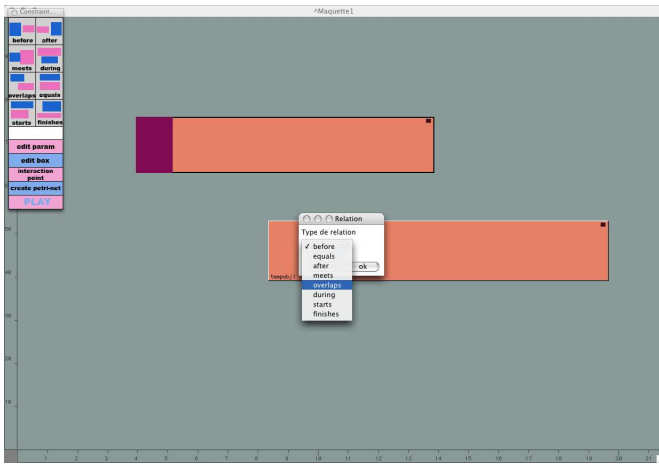 Constraint...
^Maquette1
before after
meets during
overlaps equals
starts finishes
edit param
edit box
interaction
point
create petri-net
PLAY
Relation
Type de relation
✓ before
equals
after
meets
overlaps
during
starts
finishes
ok
tempobj1
50
40
30
20
10
1 2 3 4 5 6 7 8 9 10 11 12 13 14 15 16 17 18 19 20 21